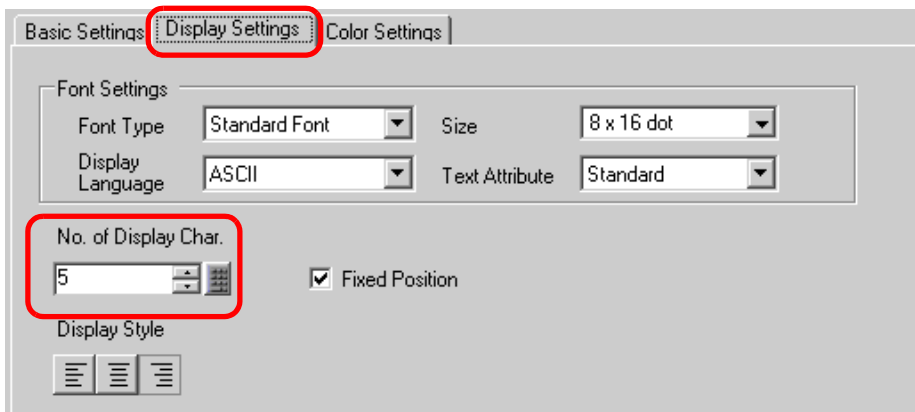 Basic Settings Display Settings Color Settings
Font Settings
Font Type Standard Font Size 8 x 16 dot
Display Language ASCII Text Attribute Standard
No. of Display Char.
5 Fixed Position
Display Style